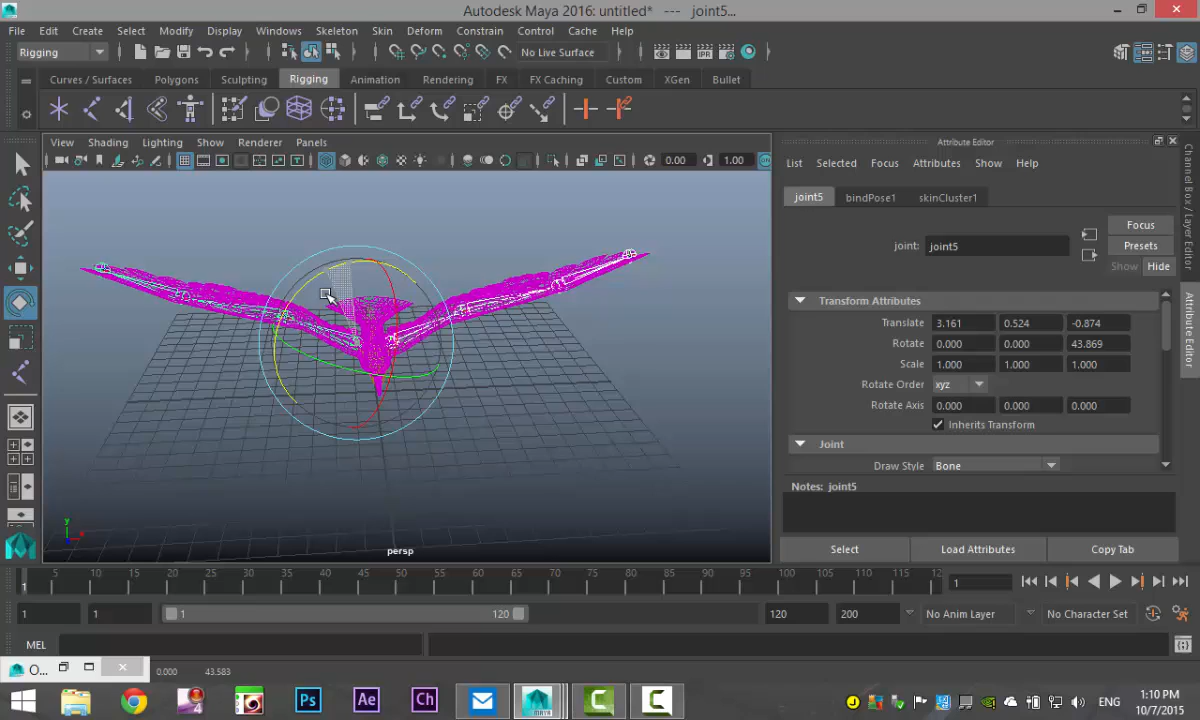 Autodesk Maya 2016: untitled* --- joint5...
File Edit Create Select Modify Display Windows Skeleton Skin Deform Constrain Control Cache Help
Rigging No Live Surface
Curves / Surfaces Polygons Sculpting Rigging Animation Rendering FX FX Caching Custom XGen Bullet
View Shading Lighting Show Renderer Panels
0.00 1.00
persp
y
Attribute Editor
List Selected Focus Attributes Show Help
joint5 bindPose1 skinCluster1
joint: joint5
Focus
Presets
Show Hide
Transform Attributes
Translate 3.161 0.524 -0.874
Rotate 0.000 0.000 43.869
Scale 1.000 1.000 1.000
Rotate Order xyz
Rotate Axis 0.000 0.000 0.000
Inherits Transform
Joint
Draw Style Bone
Notes: joint5
Select Load Attributes Copy Tab
Channel Box / Layer Editor
Attribute Editor
1 5 10 15 20 25 30 35 40 45 50 55 60 65 70 75 80 85 90 95 100 105 110 115 12 1
1 1 1 120 120 200 No Anim Layer No Character Set
MEL
O... 0.000 43.583
4 Ps Ae Ch MAYA ENG
1:10 PM
10/7/2015